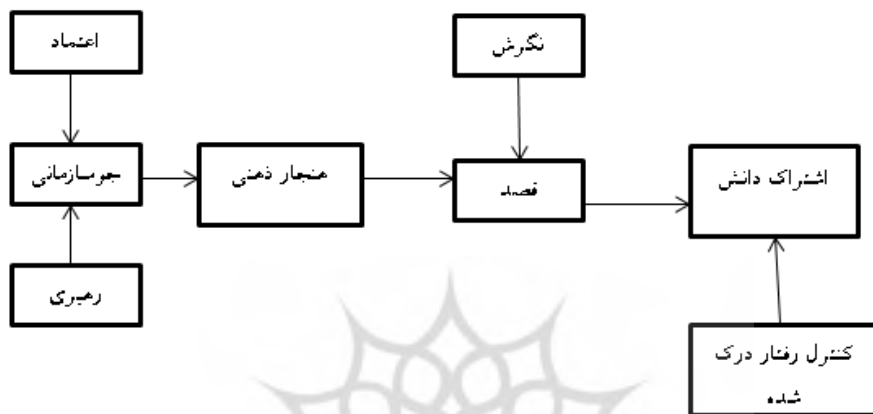 اعتماد
نگرش
جوسازمانی
هنجار ذهنی
قصد
اشتراک دانش
رهبری
کنترل رفتار درک
شده